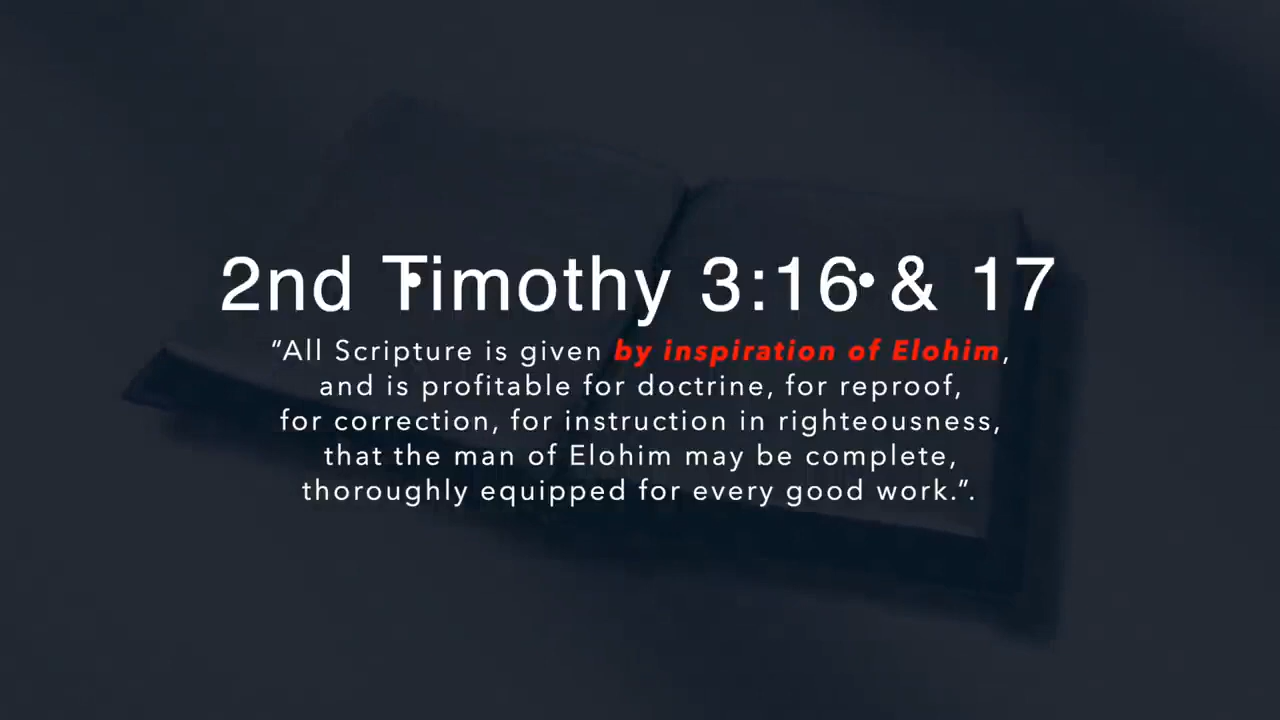 2nd Timothy 3:16 & 17
“All Scripture is given by inspiration of Elohim,
and is profitable for doctrine, for reproof,
for correction, for instruction in righteousness,
that the man of Elohim may be complete,
thoroughly equipped for every good work.”.